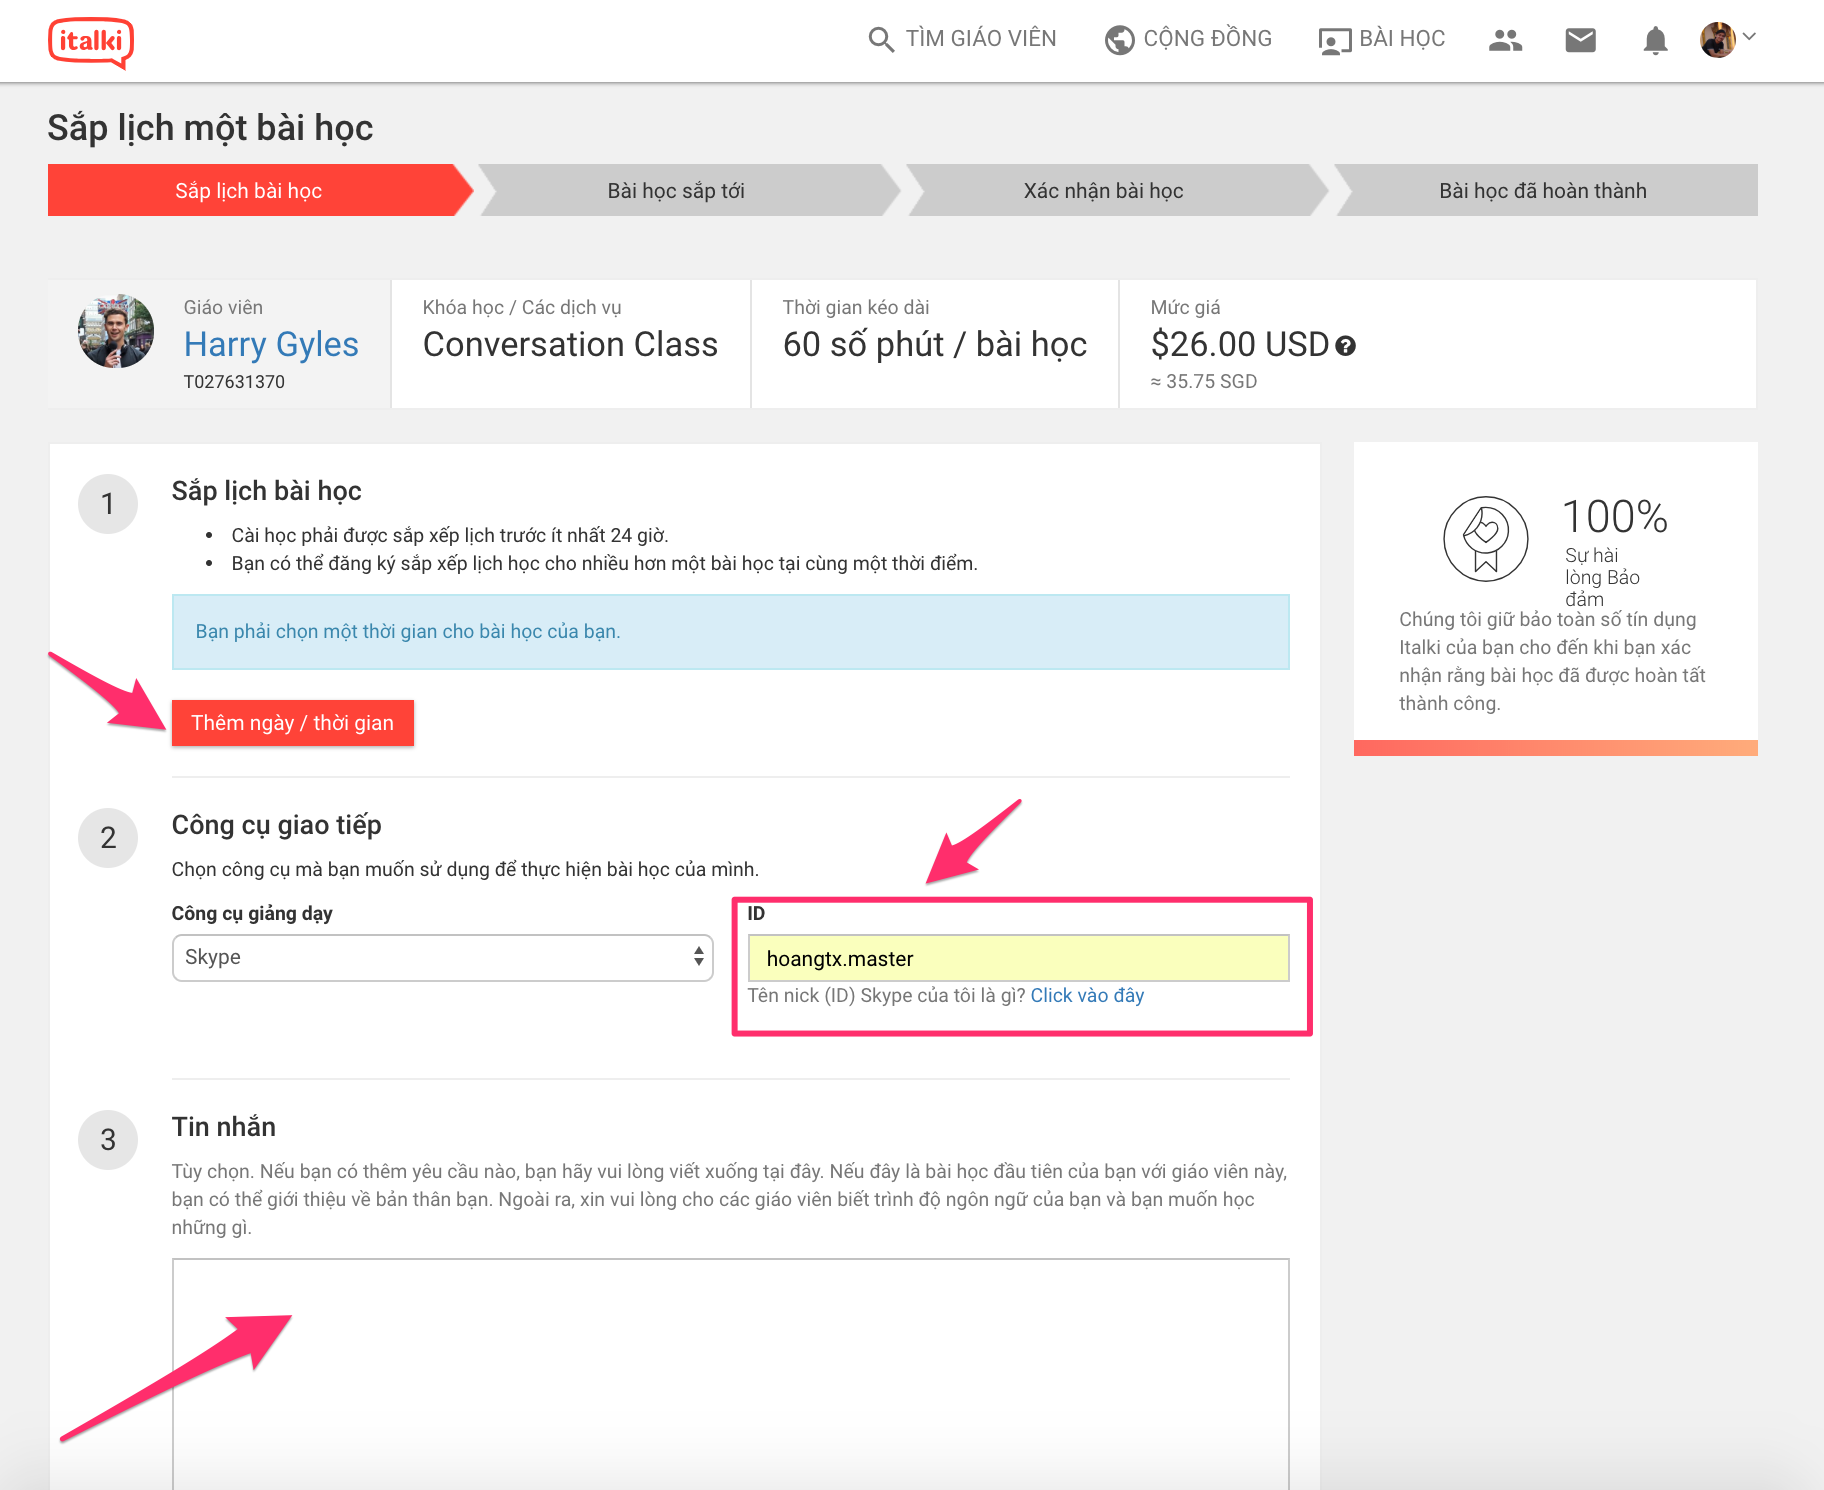 italki
TÌM GIÁO VIÊN
CỘNG ĐỒNG
BÀI HỌC
Sắp lịch một bài học
Sắp lịch bài học
Bài học sắp tới
Xác nhận bài học
Bài học đã hoàn thành
Giáo viên
Harry Gyles
T027631370
Khóa học / Các dịch vụ
Conversation Class
Thời gian kéo dài
60 số phút / bài học
Mức giá
$26.00 USD ?
≈ 35.75 SGD
1
Sắp lịch bài học
• Cài học phải được sắp xếp lịch trước ít nhất 24 giờ.
• Bạn có thể đăng ký sắp xếp lịch học cho nhiều hơn một bài học tại cùng một thời điểm.
Bạn phải chọn một thời gian cho bài học của bạn.
Thêm ngày / thời gian
2
Công cụ giao tiếp
Chọn công cụ mà bạn muốn sử dụng để thực hiện bài học của mình.
Công cụ giảng dạy
Skype
ID
hoangtx.master
Tên nick (ID) Skype của tôi là gì? Click vào đây
3
Tin nhắn
Tùy chọn. Nếu bạn có thêm yêu cầu nào, bạn hãy vui lòng viết xuống tại đây. Nếu đây là bài học đầu tiên của bạn với giáo viên này,
bạn có thể giới thiệu về bản thân bạn. Ngoài ra, xin vui lòng cho các giáo viên biết trình độ ngôn ngữ của bạn và bạn muốn học
những gì.
100%
Sự hài
lòng Bảo
đảm
Chúng tôi giữ bảo toàn số tín dụng
Italki của bạn cho đến khi bạn xác
nhận rằng bài học đã được hoàn tất
thành công.